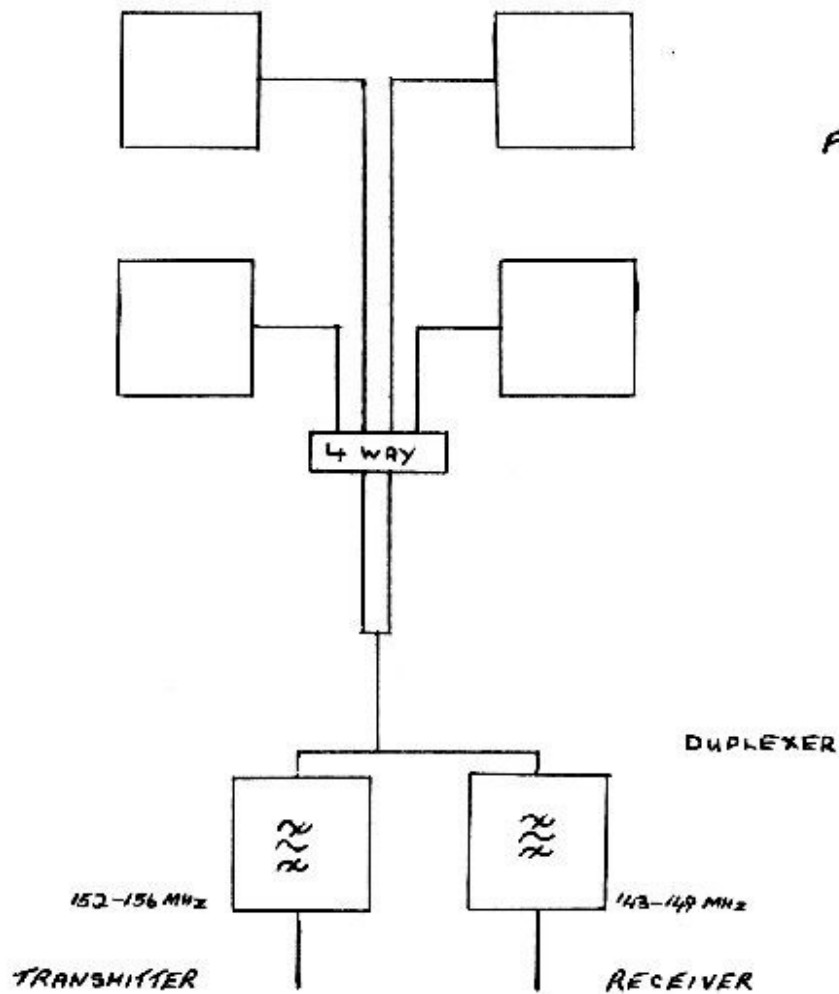 F
4 WAY
DUPLEXER
152-156 MHz
143-149 MHz
TRANSMITTER
RECEIVER